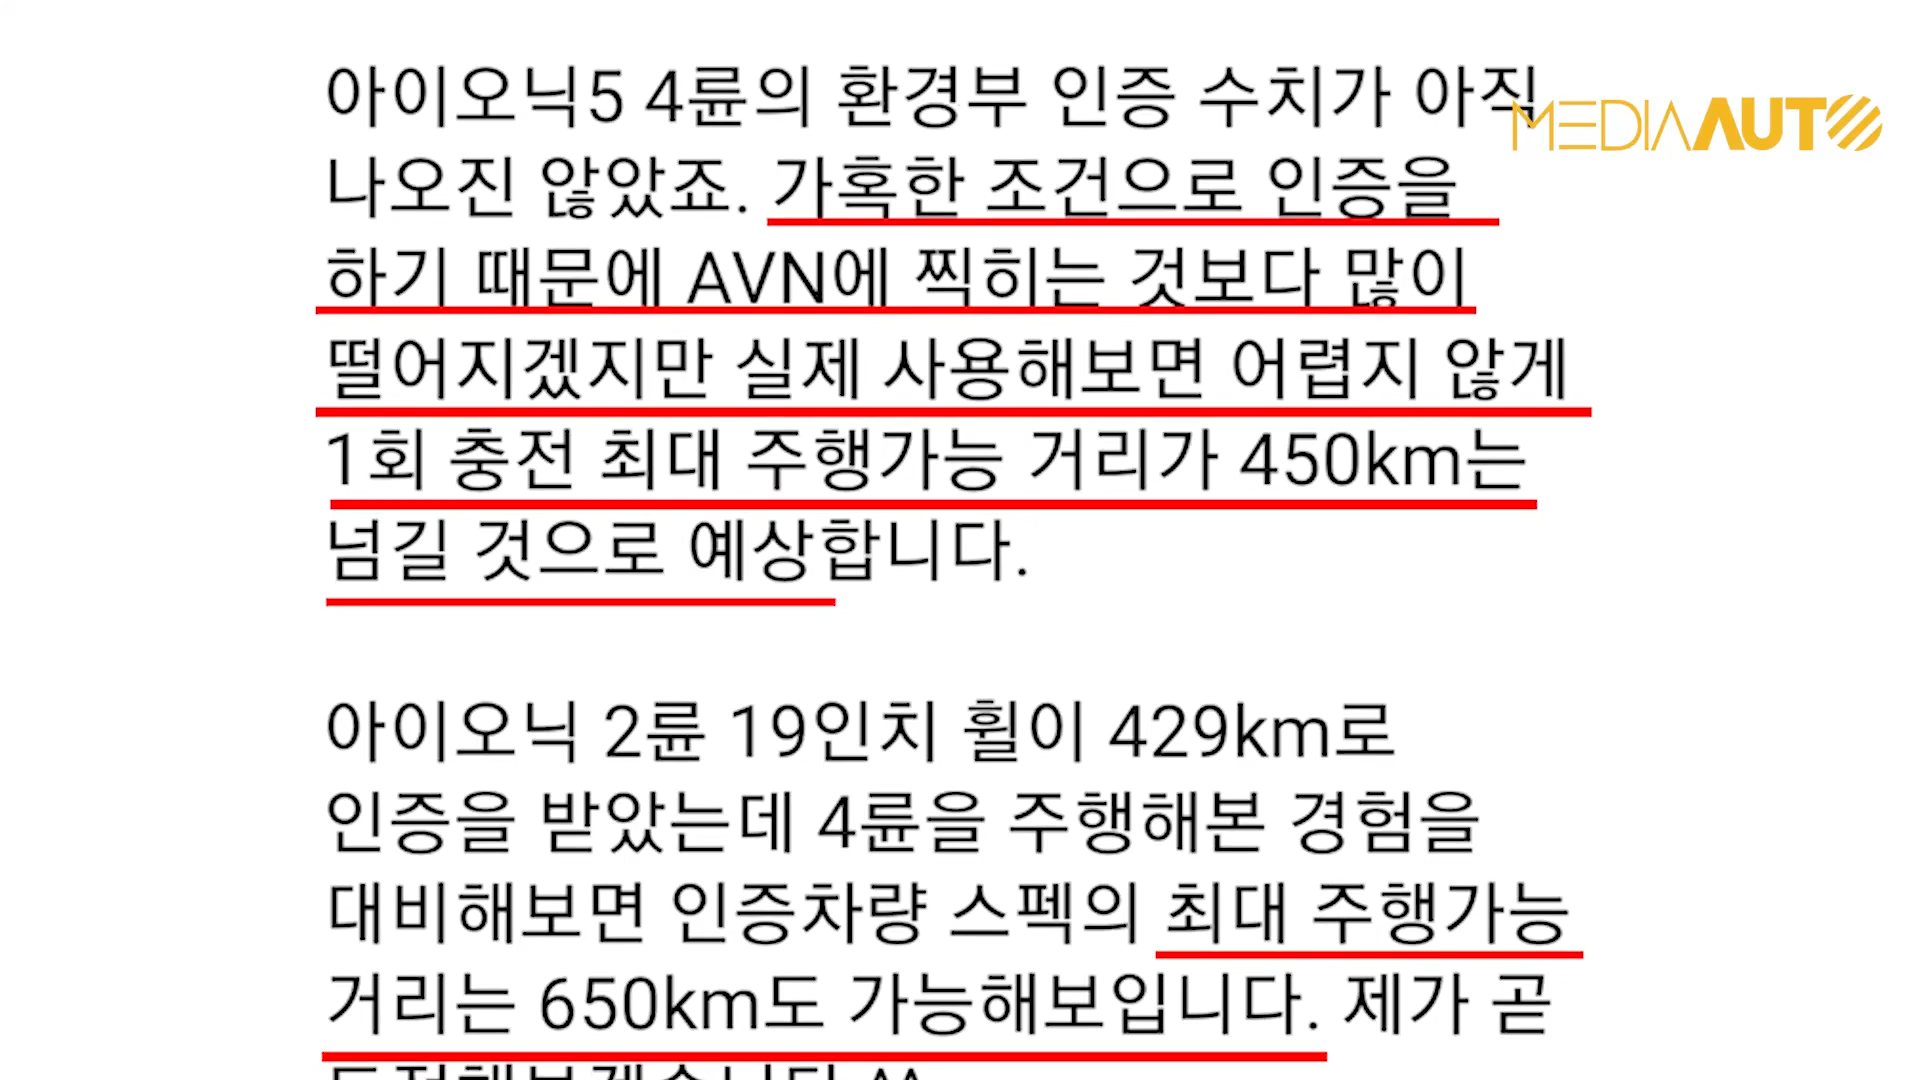 아이오닉5 4륜의 환경부 인증 수치가 아직
MEDIAAUTO
나오진 않았죠. 가혹한 조건으로 인증을
하기 때문에 AVN에 찍히는 것보다 많이
떨어지겠지만 실제 사용해보면 어렵지 않게
1회 충전 최대 주행가능 거리가 450km는
넘길 것으로 예상합니다.
아이오닉 2륜 19인치 휠이 429km로
인증을 받았는데 4륜을 주행해본 경험을
대비해보면 인증차량 스펙의 최대 주행가능
거리는 650km도 가능해보입니다. 제가 곧